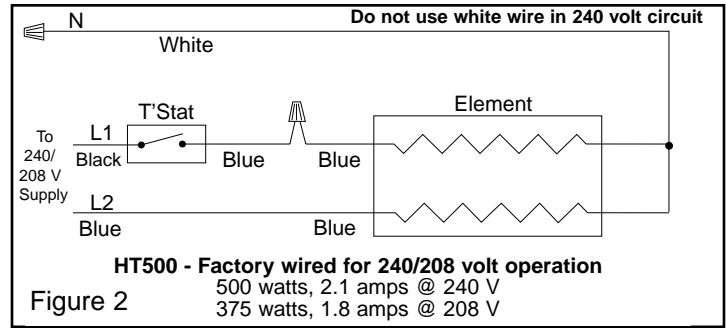 N
Do not use white wire in 240 volt circuit
White
T'Stat
Element
To
240/
208 V
Supply
L1
Black
Blue
Blue
L2
Blue
Blue
HT500 - Factory wired for 240/208 volt operation
500 watts, 2.1 amps @ 240 V
375 watts, 1.8 amps @ 208 V
Figure 2